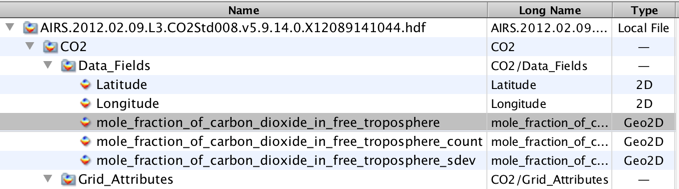 Name Long Name Type
AIRS.2012.02.09.L3.CO2Std008.v5.9.14.0.X12089141044.hdf AIRS.2012.02.09.... Local File
CO2 CO2 —
Data_Fields CO2/Data_Fields —
Latitude Latitude 2D
Longitude Longitude 2D
mole_fraction_of_carbon_dioxide_in_free_troposphere mole_fraction_of_c... Geo2D
mole_fraction_of_carbon_dioxide_in_free_troposphere_count mole_fraction_of_c... Geo2D
mole_fraction_of_carbon_dioxide_in_free_troposphere_sdev mole_fraction_of_c... Geo2D
Grid_Attributes CO2/Grid_Attributes —